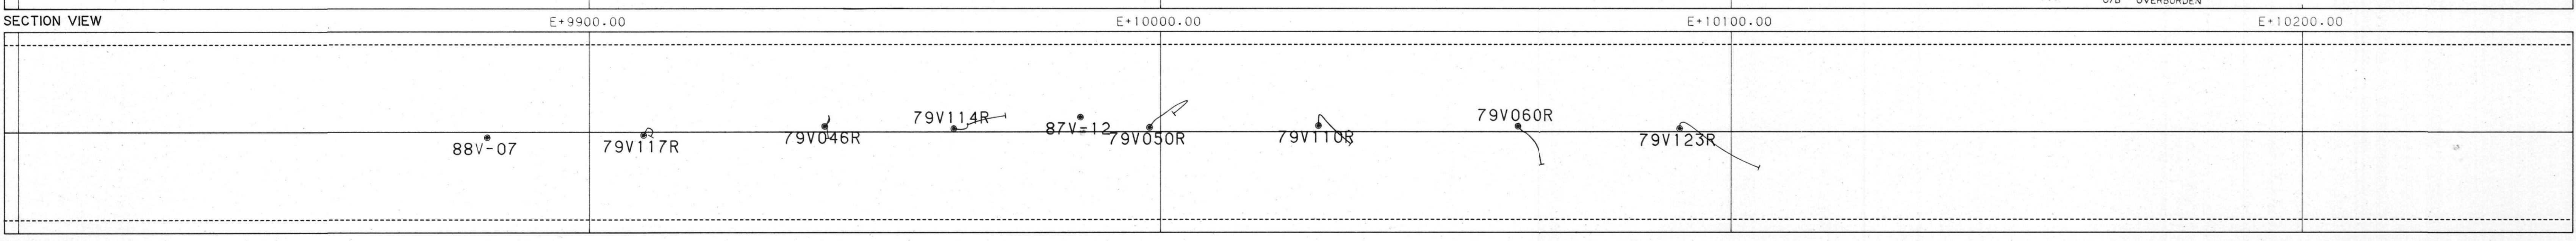 O/B OVERBURDEN
SECTION VIEW E+9900.00 E+10000.00 E+10100.00 E+10200.00
79V114R 79V060R
87V-12
88V-07 79V117R 79V046R 79V050R 79V110R 79V123R